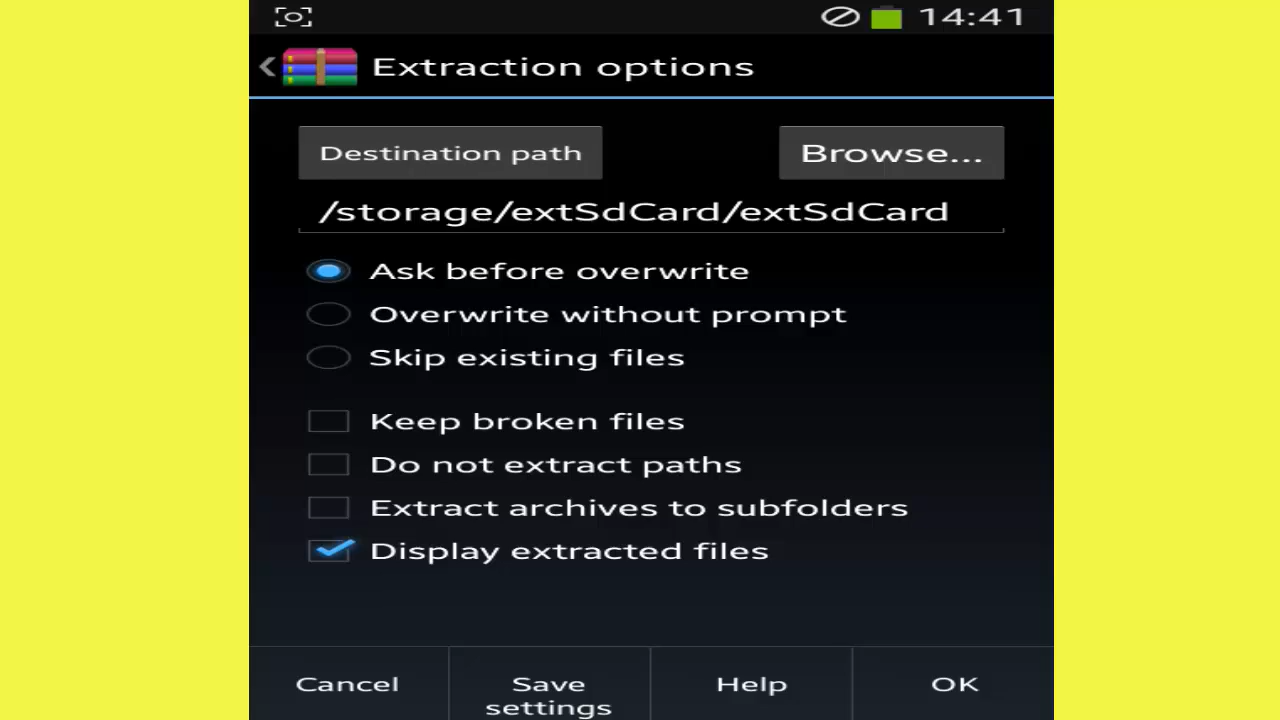 14:41
Extraction options
Destination path
Browse...
/storage/extSdCard/extSdCard
Ask before overwrite
Overwrite without prompt
Skip existing files
Keep broken files
Do not extract paths
Extract archives to subfolders
Display extracted files
Cancel
Save
settings
Help
OK